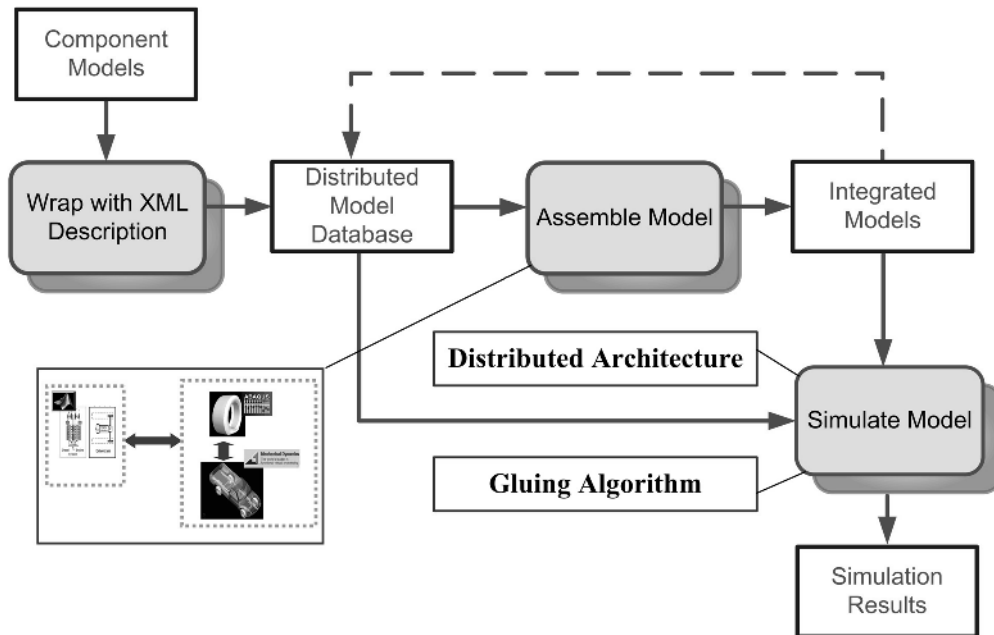 Component
Models
Wrap with XML
Description
Distributed
Model
Database
Assemble Model
Integrated
Models
Distributed Architecture
Simulate Model
Gluing Algorithm
ABAQUS
Mechanical Dynamics
Simulation
Results